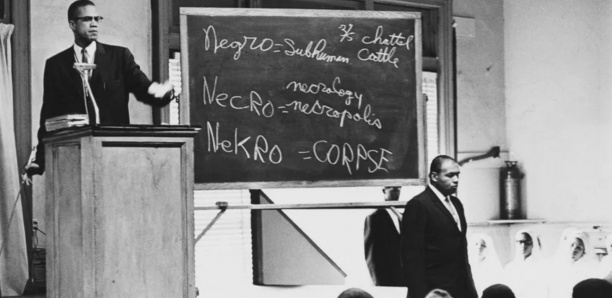 Negro = Subhuman 3/5 chattel Cattle
necrology
Necro = necropolis
Nekro = CORPSE